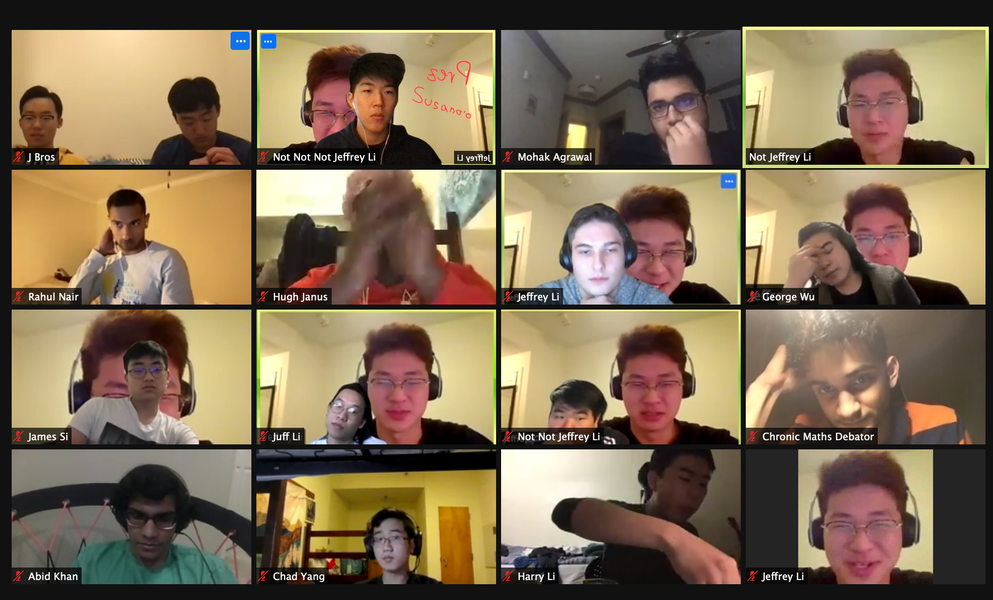 Susano'o
J Bros
Not Not Not Jeffrey Li
Jeffrey Li
Mohak Agrawal
Not Jeffrey Li
Rahul Nair
Hugh Janus
Jeffrey Li
George Wu
James Si
Juff Li
Not Not Jeffrey Li
Chronic Maths Debator
Abid Khan
Chad Yang
Harry Li
Jeffrey Li